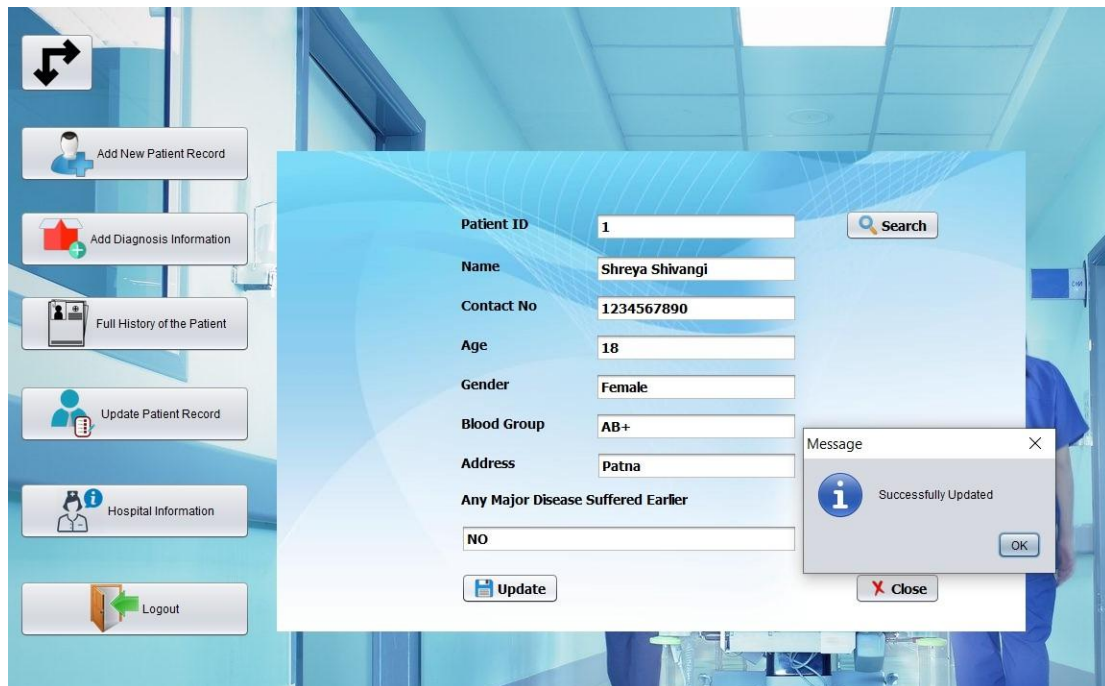 Add New Patient Record
Add Diagnosis Information
Full History of the Patient
Update Patient Record
Hospital Information
Logout
Patient ID 1 Search
Name Shreya Shivangi
Contact No 1234567890
Age 18
Gender Female
Blood Group AB+
Address Patna
Any Major Disease Suffered Earlier
NO
Update Close
Message
Successfully Updated
OK